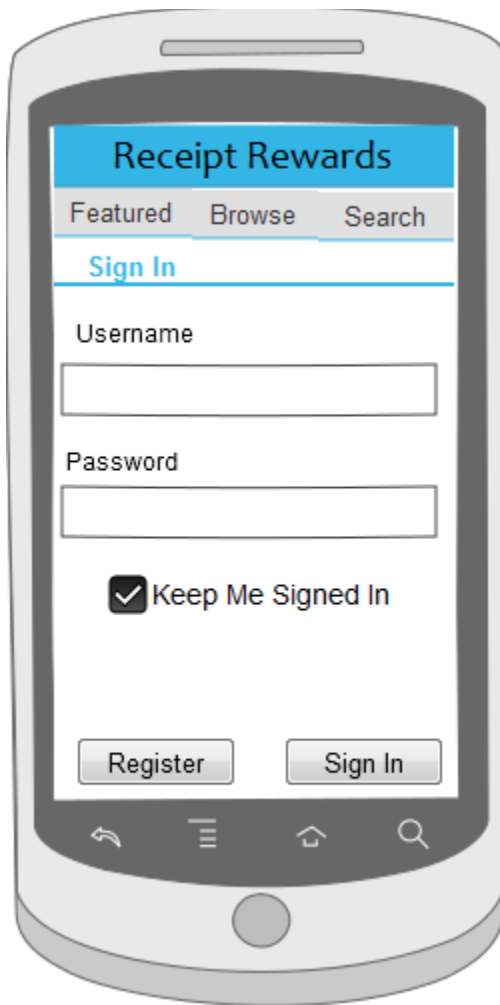 Receipt Rewards
Featured Browse Search
Sign In
Username
Password
Keep Me Signed In
Register Sign In